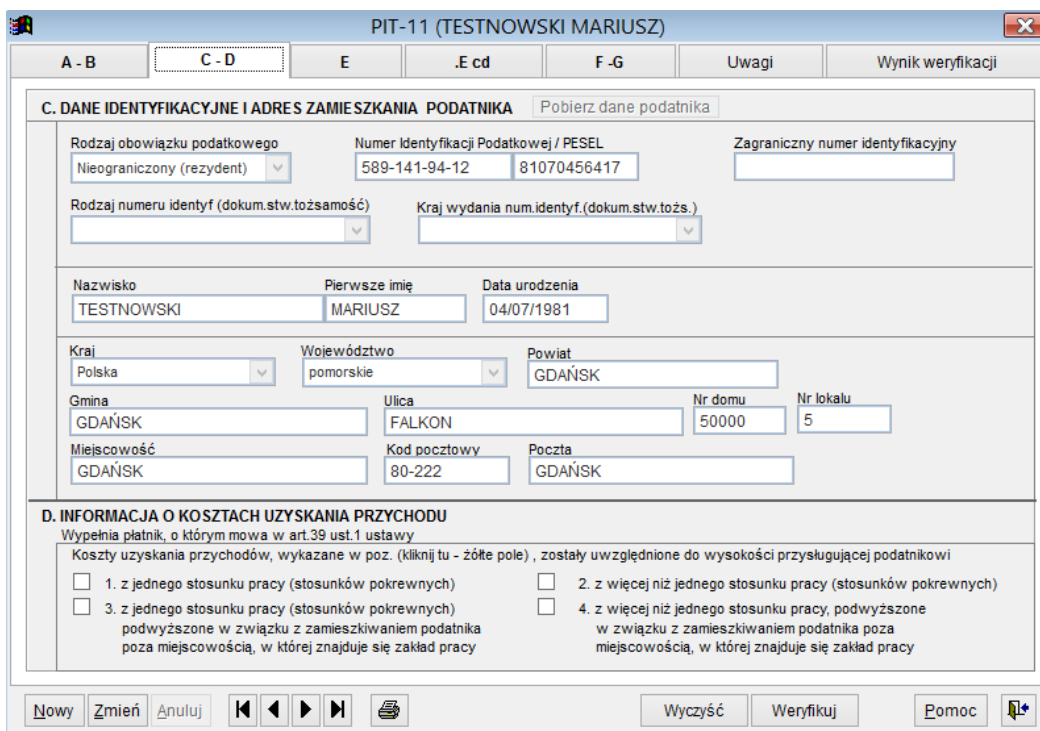 PIT-11 (TESTNOWSKI MARIUSZ)
A - B C - D E .E cd F -G Uwagi Wynik weryfikacji
C. DANE IDENTYFIKACYJNE I ADRES ZAMIESZKANIA PODATNIKA Pobierz dane podatnika
Rodzaj obowiązku podatkowego Numer Identyfikacji Podatkowej / PESEL Zagraniczny numer identyfikacyjny
Nieograniczony (rezydent) 589-141-94-12 81070456417
Rodzaj numeru identyf (dokum.stw.tożsamość) Kraj wydania num.identyf.(dokum.stw.tożs.)
Nazwisko Pierwsze imię Data urodzenia
TESTNOWSKI MARIUSZ 04/07/1981
Kraj Województwo Powiat
Polska pomorskie GDAŃSK
Gmina Ulica Nr domu Nr lokalu
GDAŃSK FALKON 50000 5
Miejscowość Kod pocztowy Poczta
GDAŃSK 80-222 GDAŃSK
D. INFORMACJA O KOSZTACH UZYSKANIA PRZYCHODU
Wypełnia płatnik, o którym mowa w art.39 ust.1 ustawy
Koszty uzyskania przychodów, wykazane w poz. (kliknij tu - żółte pole) , zostały uwzględnione do wysokości przysługującej podatnikowi
1. z jednego stosunku pracy (stosunków pokrewnych) 2. z więcej niż jednego stosunku pracy (stosunków pokrewnych)
3. z jednego stosunku pracy (stosunków pokrewnych) 4. z więcej niż jednego stosunku pracy, podwyższone
podwyższone w związku z zamieszkiwaniem podatnika w związku z zamieszkiwaniem podatnika poza
poza miejscowością, w której znajduje się zakład pracy miejscowością, w której znajduje się zakład pracy
Nowy Zmień Anuluj Wyczyść Weryfikuj Pomoc